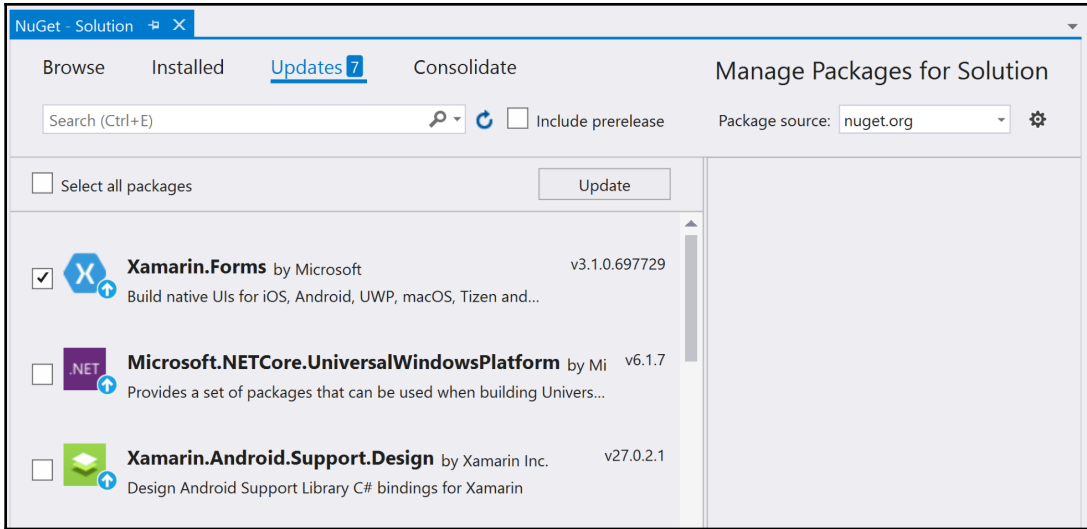 NuGet - Solution
Browse Installed Updates 7 Consolidate
Manage Packages for Solution
Search (Ctrl+E)
Include prerelease
Package source: nuget.org
Select all packages
Update
Xamarin.Forms by Microsoft v3.1.0.697729
Build native UIs for iOS, Android, UWP, macOS, Tizen and...
.NET
Microsoft.NETCore.UniversalWindowsPlatform by Mi v6.1.7
Provides a set of packages that can be used when building Univers...
Xamarin.Android.Support.Design by Xamarin Inc. v27.0.2.1
Design Android Support Library C# bindings for Xamarin